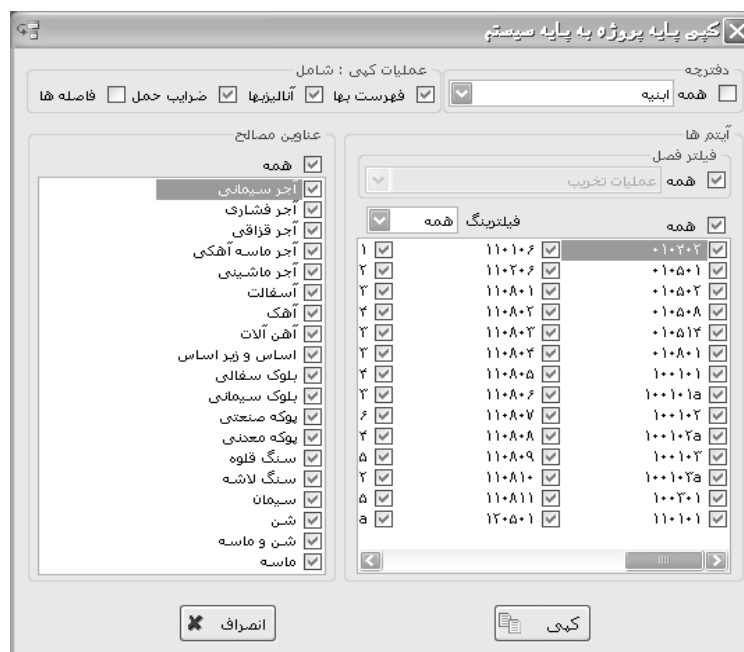 کپی پایه پروژه به پایه سیستم
دفترچه
همه
ابنیه
عملیات کپی : شامل
فهرست بها
آنالیزبها
ضرایب حمل
فاصله ها
آیتم ها
فیلتر فصل
همه
عملیات تخریب
همه
فیلترینگ
همه
۰۱۰۴۰۲ ۱۱۰۱۰۶ ۱
۰۱۰۵۰۱ ۱۱۰۲۰۶ ۲
۰۱۰۵۰۲ ۱۱۰۸۰۱ ۳
۰۱۰۵۰۸ ۱۱۰۸۰۲ ۴
۰۱۰۵۱۴ ۱۱۰۸۰۳ ۳
۰۱۰۸۰۱ ۱۱۰۸۰۴ ۳
۱۰۰۱۰۱ ۱۱۰۸۰۵ ۴
۱۰۰۱۰۱a ۱۱۰۸۰۶ ۳
۱۰۰۱۰۲ ۱۱۰۸۰۷ ۶
۱۰۰۱۰۲a ۱۱۰۸۰۸ ۴
۱۰۰۱۰۳ ۱۱۰۸۰۹ ۵
۱۰۰۱۰۳a ۱۱۰۸۱۰ ۲
۱۰۰۲۰۱ ۱۱۰۸۱۱ ۵
۱۱۰۱۰۱ ۱۲۰۵۰۱ a
عناوین مصالح
همه
آجر سیمانی
آجر فشاری
آجر قزاقی
آجر ماسه آهکی
آجر ماشینی
آسفالت
آهک
آهن آلات
اساس و زیر اساس
بلوک سفالی
بلوک سیمانی
پوکه صنعتی
پوکه معدنی
سنگ قلوه
سنگ لاشه
سیمان
شن
شن و ماسه
ماسه
کپی
انصراف